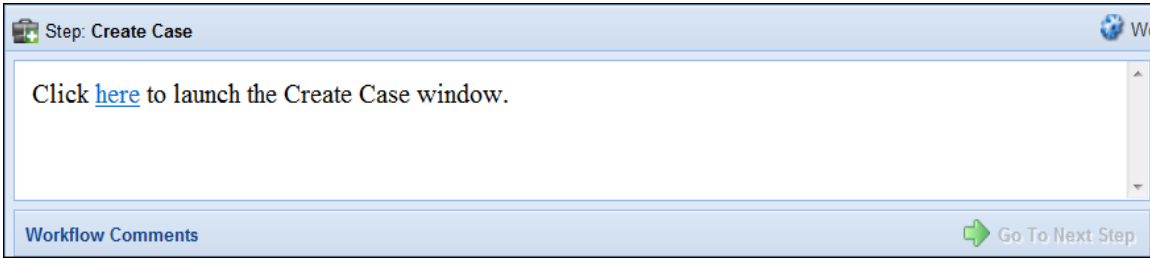 Step: Create Case
Click here to launch the Create Case window.
Workflow Comments
Go To Next Step